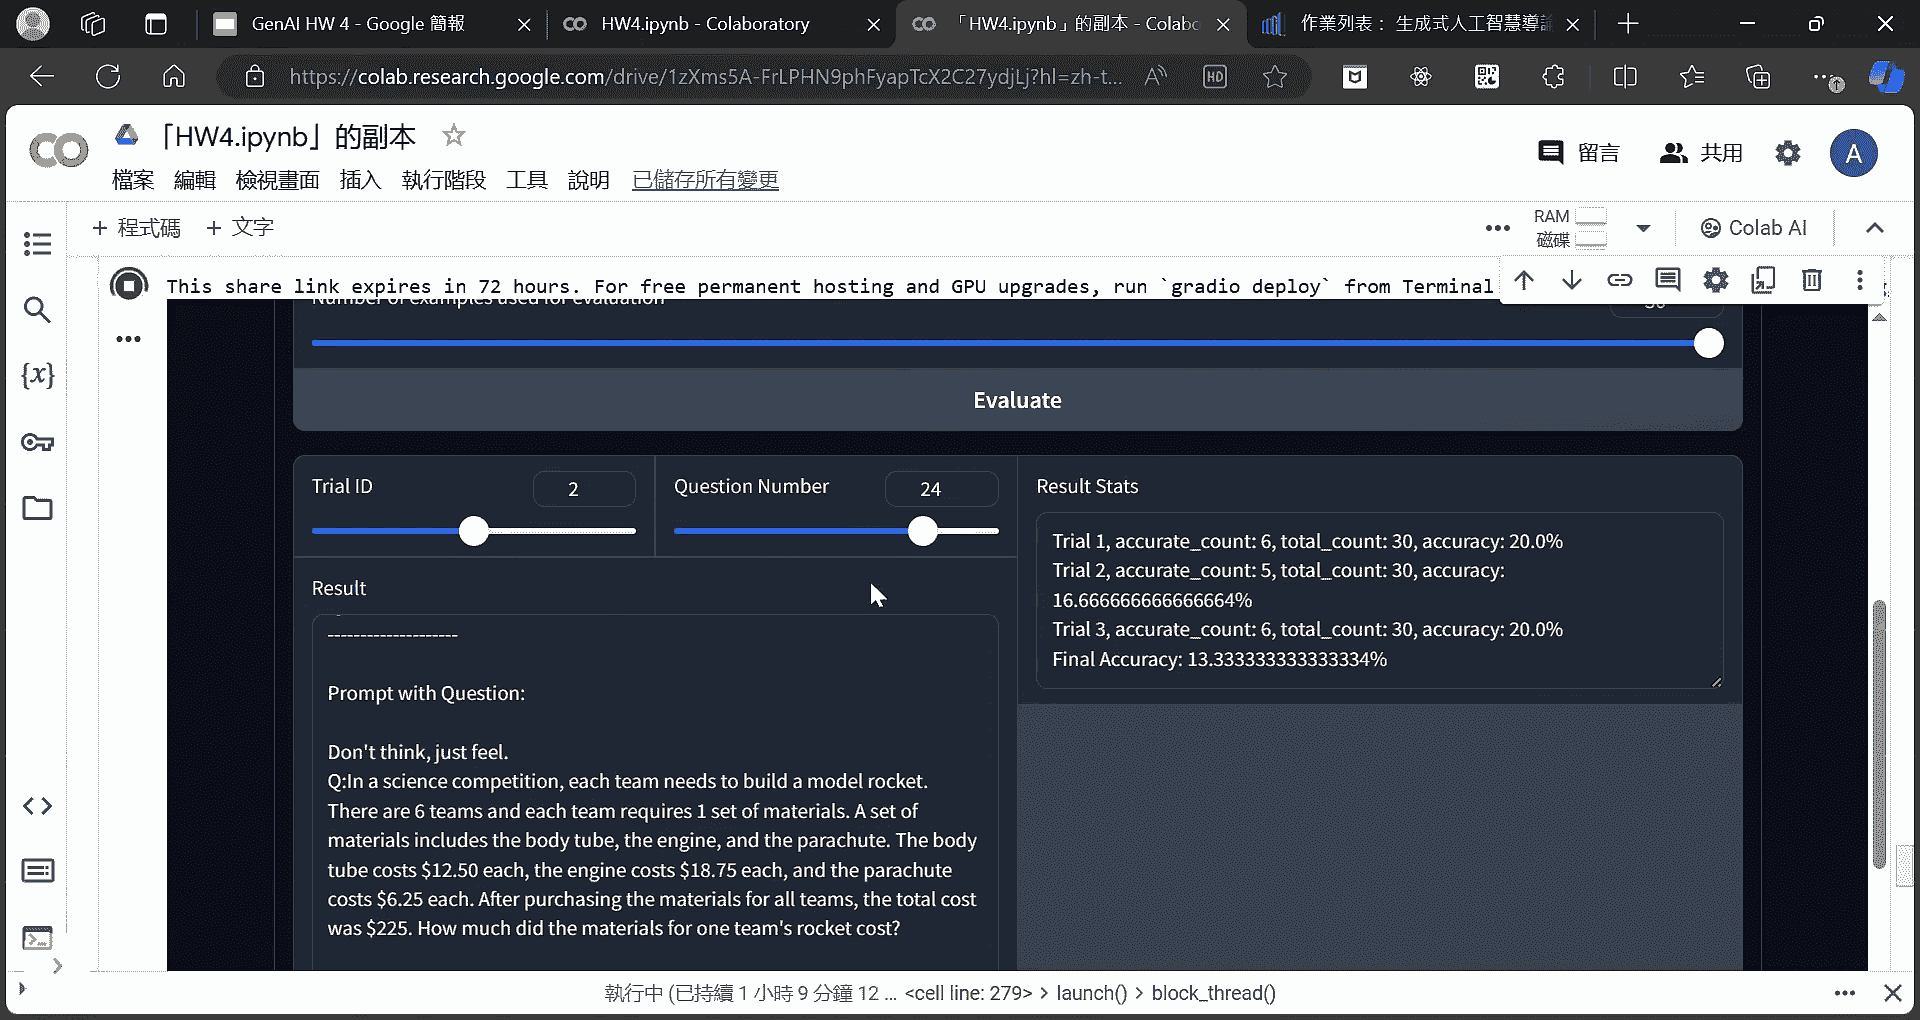 GenAI HW 4 - Google 簡報
HW4.ipynb - Colaboratory
「HW4.ipynb」的副本 - Colabo
作業列表： 生成式人工智慧導論
https://colab.research.google.com/drive/1zXms5A-FrLPHN9phFyapTcX2C27ydjLj?hl=zh-t...
HD
「HW4.ipynb」的副本
留言
共用
A
檔案 編輯 檢視畫面 插入 執行階段 工具 說明 已儲存所有變更
+ 程式碼 + 文字
RAM
磁碟
Colab AI
This share link expires in 72 hours. For free permanent hosting and GPU upgrades, run `gradio deploy` from Terminal
Number of examples used for evaluation
30
Evaluate
Trial ID
2
Question Number
24
Result Stats
Trial 1, accurate_count: 6, total_count: 30, accuracy: 20.0%
Trial 2, accurate_count: 5, total_count: 30, accuracy:
16.666666666666664%
Trial 3, accurate_count: 6, total_count: 30, accuracy: 20.0%
Final Accuracy: 13.333333333333334%
Result
--------------------
Prompt with Question:
Don't think, just feel.
Q:In a science competition, each team needs to build a model rocket.
There are 6 teams and each team requires 1 set of materials. A set of
materials includes the body tube, the engine, and the parachute. The body
tube costs $12.50 each, the engine costs $18.75 each, and the parachute
costs $6.25 each. After purchasing the materials for all teams, the total cost
was $225. How much did the materials for one team's rocket cost?
執行中 (已持續 1 小時 9 分鐘 12 ... <cell line: 279> > launch() > block_thread()